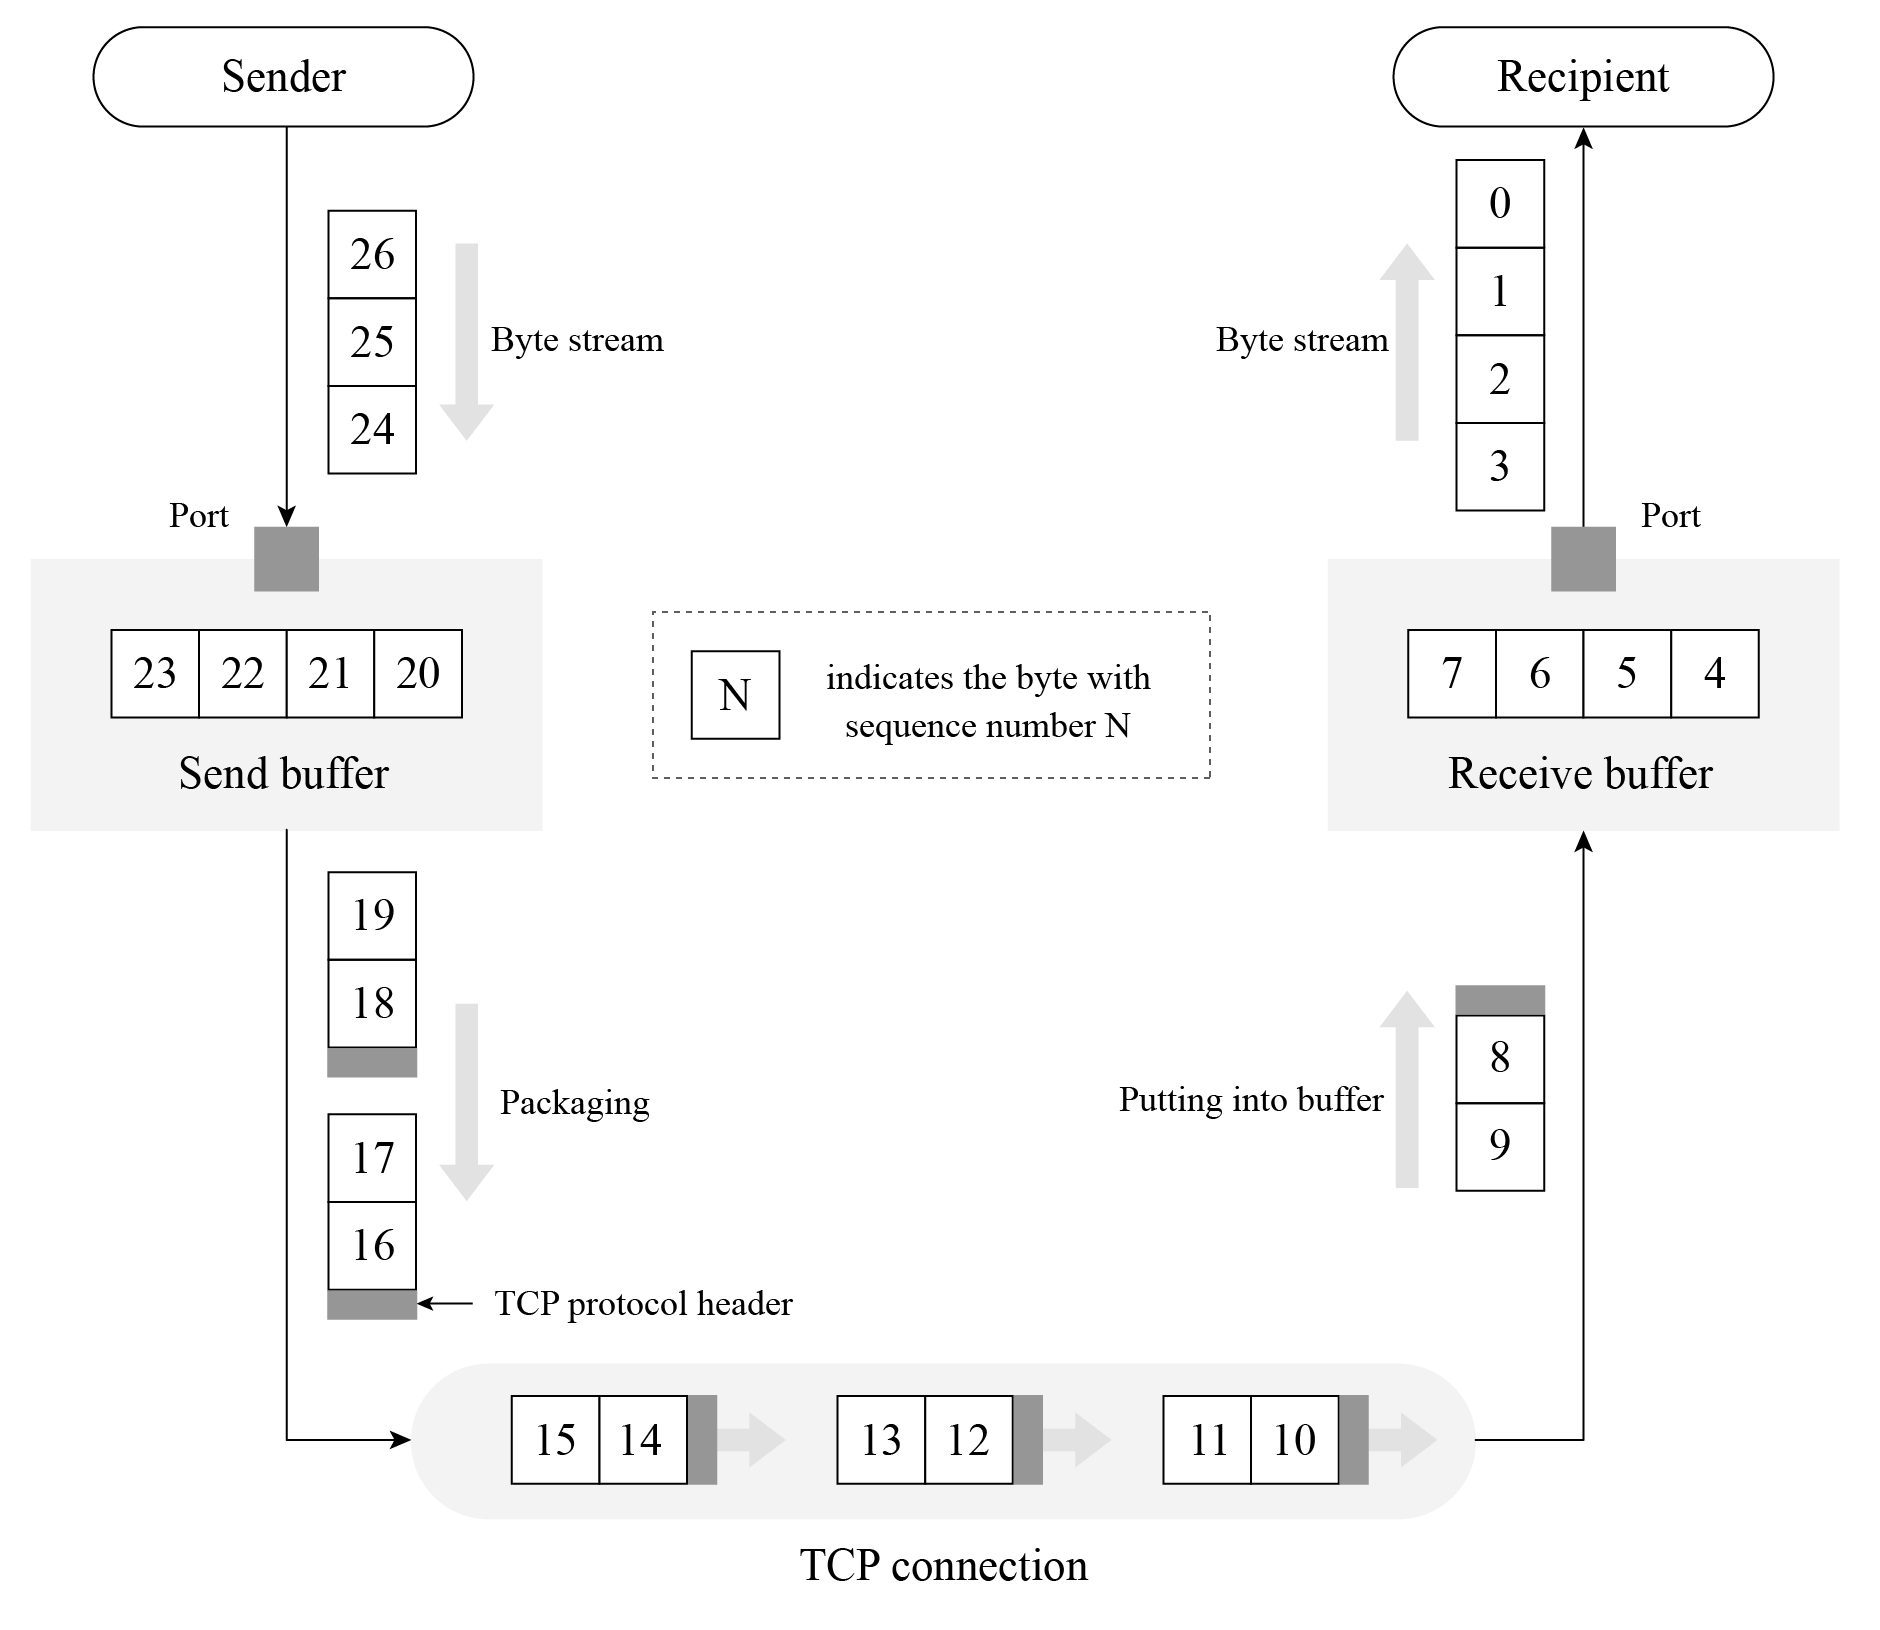 Sender
Recipient
26
25
24
Byte stream
Byte stream
0
1
2
3
Port
Port
23 22 21 20
Send buffer
N
indicates the byte with
sequence number N
7 6 5 4
Receive buffer
19
18
17
16
Packaging
TCP protocol header
Putting into buffer
8
9
15 14
13 12
11 10
TCP connection